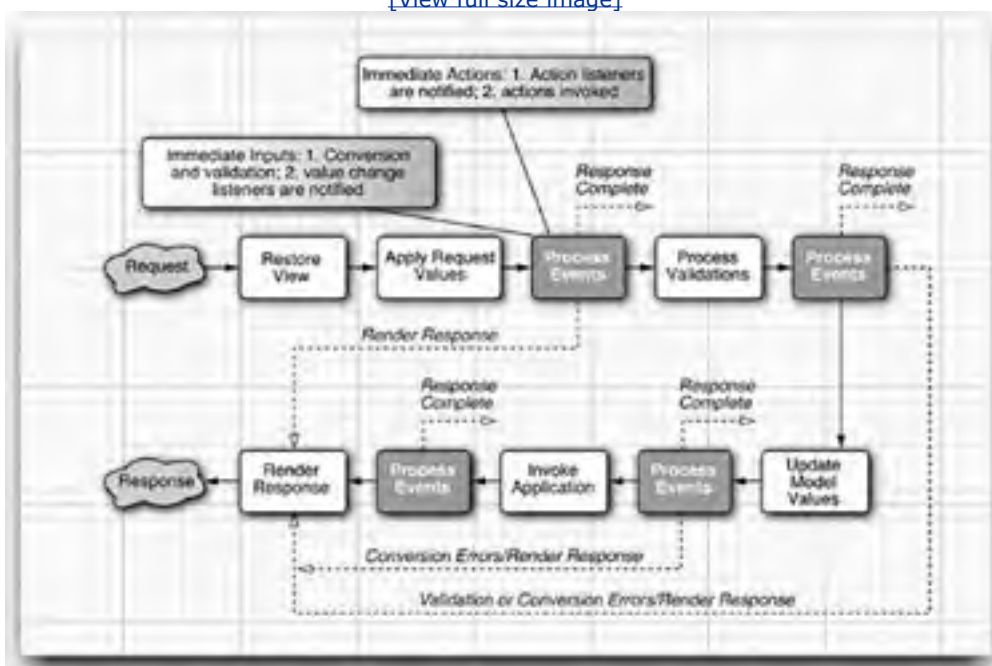 [View full size image]
Immediate Actions: 1. Action listeners
are notified; 2. actions invoked
Immediate Inputs: 1. Conversion
and validation; 2. value change
listeners are notified
Response
Complete
Response
Complete
Request
Restore
View
Apply Request
Values
Process
Events
Process
Validations
Process
Events
Render Response
Response
Complete
Response
Complete
Response
Render
Response
Process
Events
Invoke
Application
Process
Events
Update
Model
Values
Conversion Errors/Render Response
Validation or Conversion Errors/Render Response